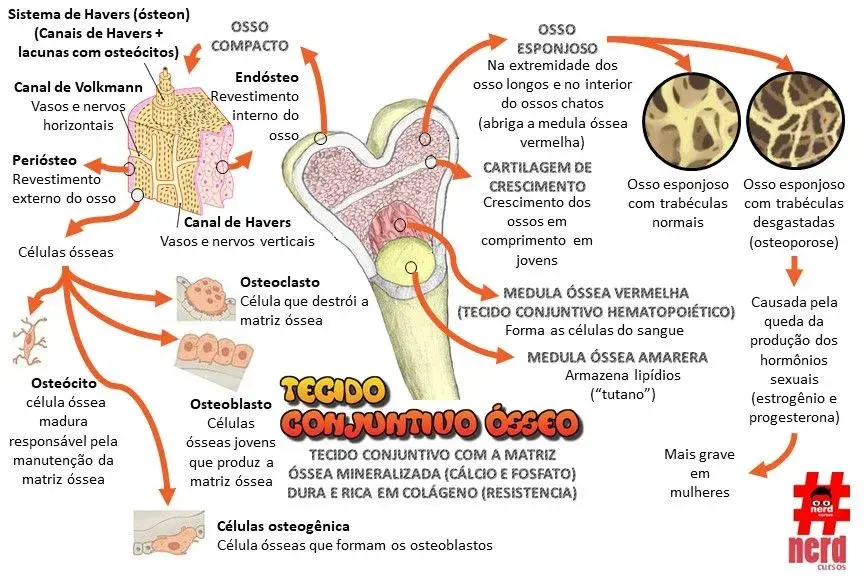 Sistema de Havers (ósteon)
(Canais de Havers +
lacunas com osteócitos)
OSSO
COMPACTO
Canal de Volkmann
Vasos e nervos
horizontais
Endósteo
Revestimento
interno do
osso
Periósteo
Revestimento
externo do osso
Canal de Havers
Vasos e nervos verticais
Células ósseas
Osteoclasto
Célula que destrói a
matriz óssea
Osteócito
célula óssea
madura
responsável pela
manutenção da
matriz óssea
Osteoblasto
Células
ósseas jovens
que produz a
matriz óssea
Células osteogênica
Célula ósseas que formam os osteoblastos
OSSO
ESPONJOSO
Na extremidade dos
osso longos e no interior
do ossos chatos
(abriga a medula óssea
vermelha)
CARTILAGEM DE
CRESCIMENTO
Crescimento dos
ossos em
comprimento em
jovens
MEDULA ÓSSEA VERMELHA
(TECIDO CONJUNTIVO HEMATOPOIÉTICO)
Forma as células do sangue
MEDULA ÓSSEA AMARERA
Armazena lipídios
("tutano")
TECIDO
CONJUNTIVO ÓSSEO
TECIDO CONJUNTIVO COM A MATRIZ
ÓSSEA MINERALIZADA (CÁLCIO E FOSFATO)
DURA E RICA EM COLÁGENO (RESISTENCIA)
Osso esponjoso
com trabéculas
normais
Osso esponjoso
com trabéculas
desgastadas
(osteoporose)
Causada pela
queda da
produção dos
hormônios
sexuais
(estrogênio e
progesterona)
Mais grave
em
mulheres
#
nerd
cursos
nerd
cursos